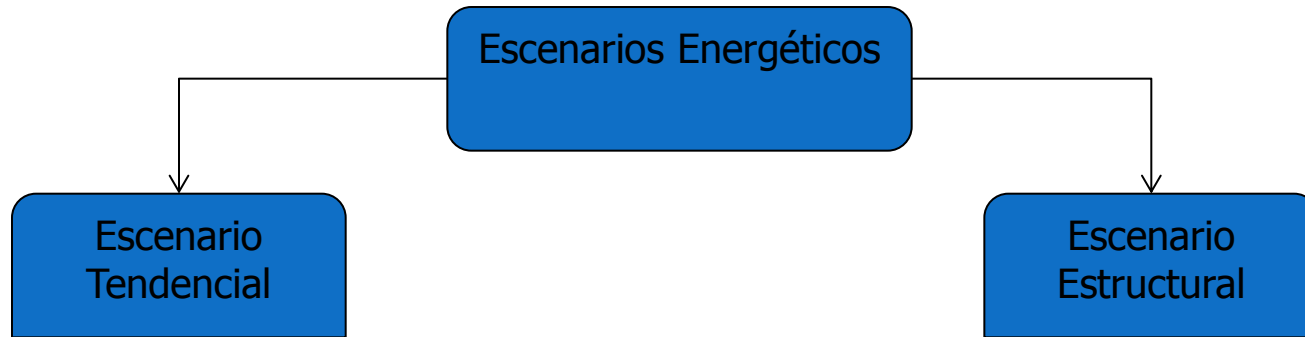 Escenarios Energéticos
Escenario
Tendencial
Escenario
Estructural